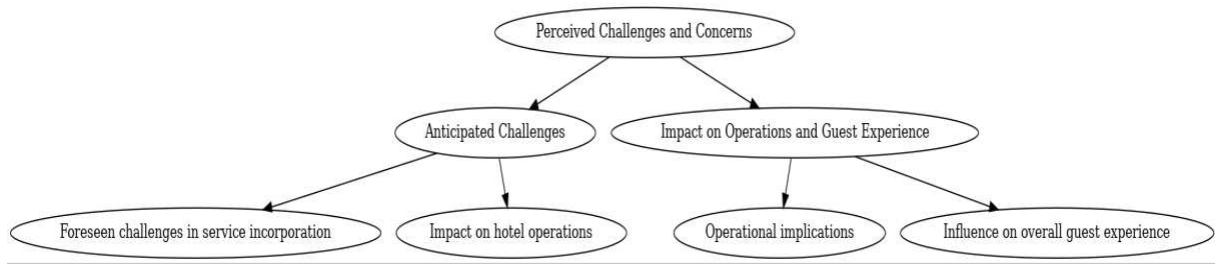 Perceived Challenges and Concerns
Anticipated Challenges
Impact on Operations and Guest Experience
Foreseen challenges in service incorporation
Impact on hotel operations
Operational implications
Influence on overall guest experience